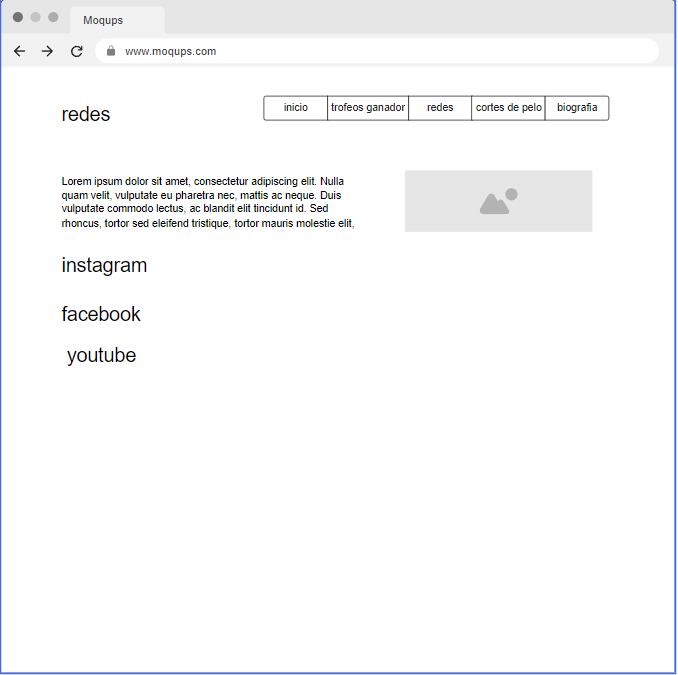 Moqups
www.moqups.com
redes
inicio
trofeos ganador
redes
cortes de pelo
biografia
Lorem ipsum dolor sit amet, consectetur adipiscing elit. Nulla
quam velit, vulputate eu pharetra nec, mattis ac neque. Duis
vulputate commodo lectus, ac blandit elit tincidunt id. Sed
rhoncus, tortor sed eleifend tristique, tortor mauris molestie elit,
instagram
facebook
youtube